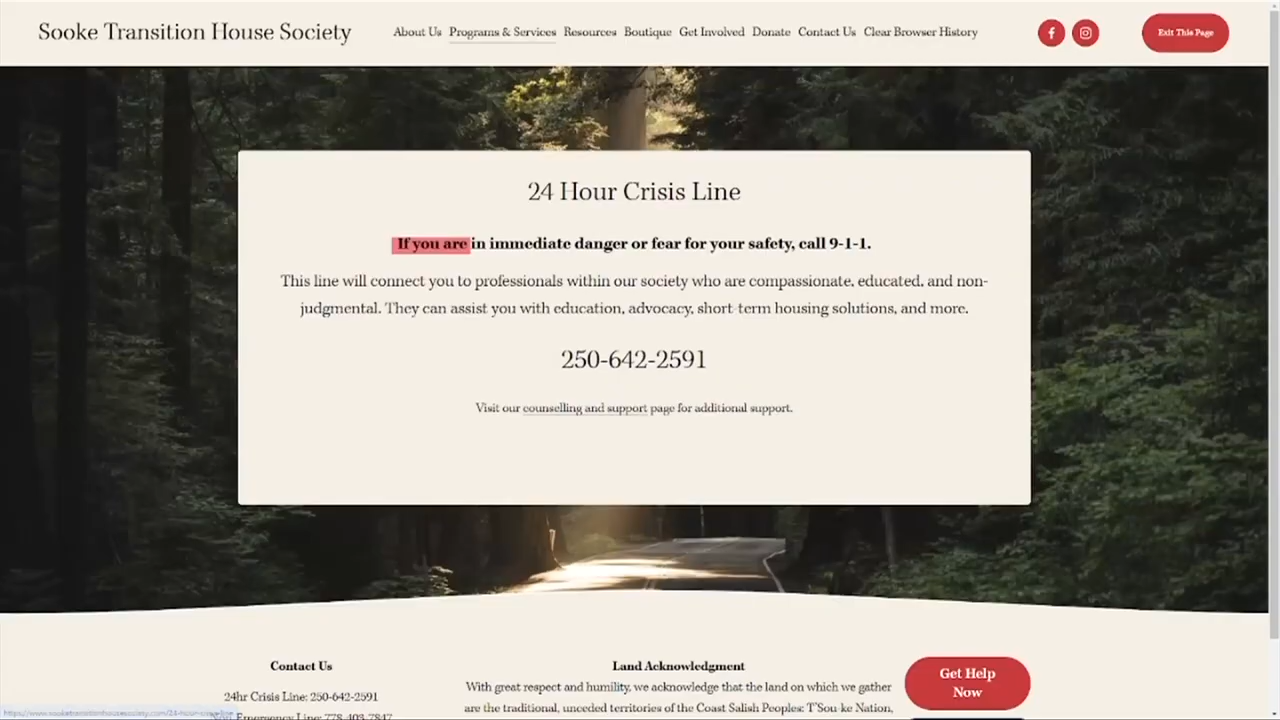 Sooke Transition House Society
About Us Programs & Services Resources Boutique Get Involved Donate Contact Us Clear Browser History
Exit This Page
24 Hour Crisis Line
If you are in immediate danger or fear for your safety, call 9-1-1.
This line will connect you to professionals within our society who are compassionate, educated, and non-
judgmental. They can assist you with education, advocacy, short-term housing solutions, and more.
250-642-2591
Visit our counselling and support page for additional support.
Contact Us
24hr Crisis Line: 250-642-2591
Emergency Line: 778-403-7847
Land Acknowledgment
With great respect and humility, we acknowledge that the land on which we gather
are the traditional, unceded territories of the Coast Salish Peoples: T'Sou-ke Nation,
Get Help
Now